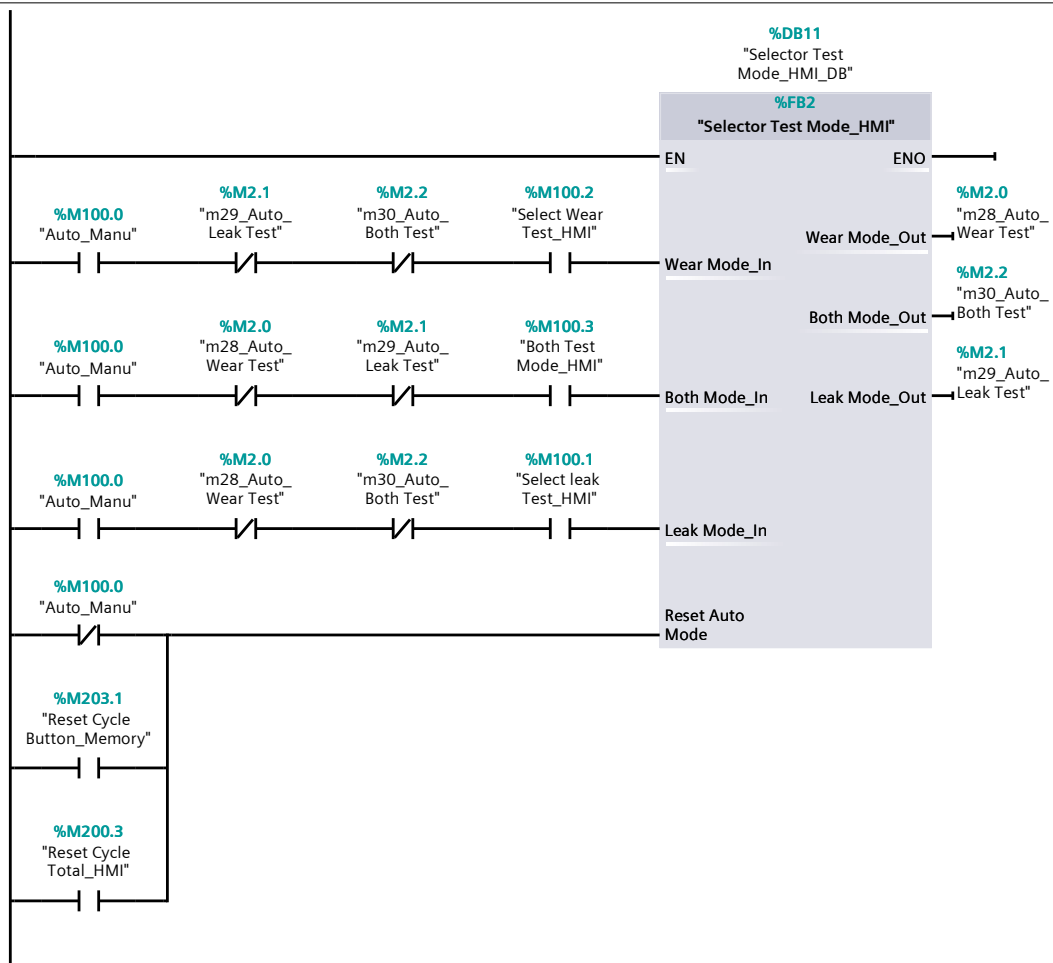 %DB11
"Selector Test
Mode_HMI_DB"
%FB2
"Selector Test Mode_HMI"
EN
ENO
%M100.0
"Auto_Manu"
%M2.1
"m29_Auto_
Leak Test"
%M2.2
"m30_Auto_
Both Test"
%M100.2
"Select Wear
Test_HMI"
Wear Mode_In
Wear Mode_Out
%M2.0
"m28_Auto_
Wear Test"
Both Mode_Out
%M2.2
"m30_Auto_
Both Test"
%M100.0
"Auto_Manu"
%M2.0
"m28_Auto_
Wear Test"
%M2.1
"m29_Auto_
Leak Test"
%M100.3
"Both Test
Mode_HMI"
Both Mode_In
Leak Mode_Out
%M2.1
"m29_Auto_
Leak Test"
%M100.0
"Auto_Manu"
%M2.0
"m28_Auto_
Wear Test"
%M2.2
"m30_Auto_
Both Test"
%M100.1
"Select leak
Test_HMI"
Leak Mode_In
%M100.0
"Auto_Manu"
Reset Auto
Mode
%M203.1
"Reset Cycle
Button_Memory"
%M200.3
"Reset Cycle
Total_HMI"